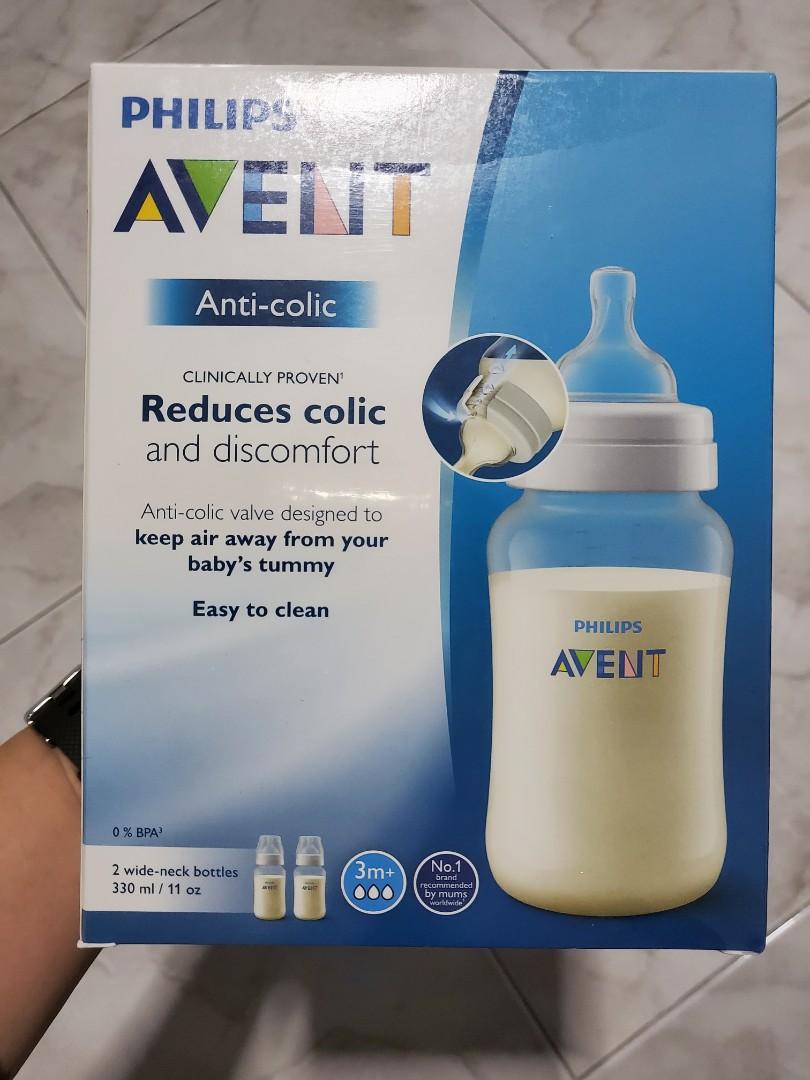 PHILIPS
AVENT
Anti-colic
CLINICALLY PROVEN¹
Reduces colic
and discomfort
Anti-colic valve designed to
keep air away from your
baby's tummy
Easy to clean
PHILIPS
AVENT
0 % BPA³
2 wide-neck bottles
330 ml / 11 oz
3m+
No.1
brand
recommended
by mums
worldwide²